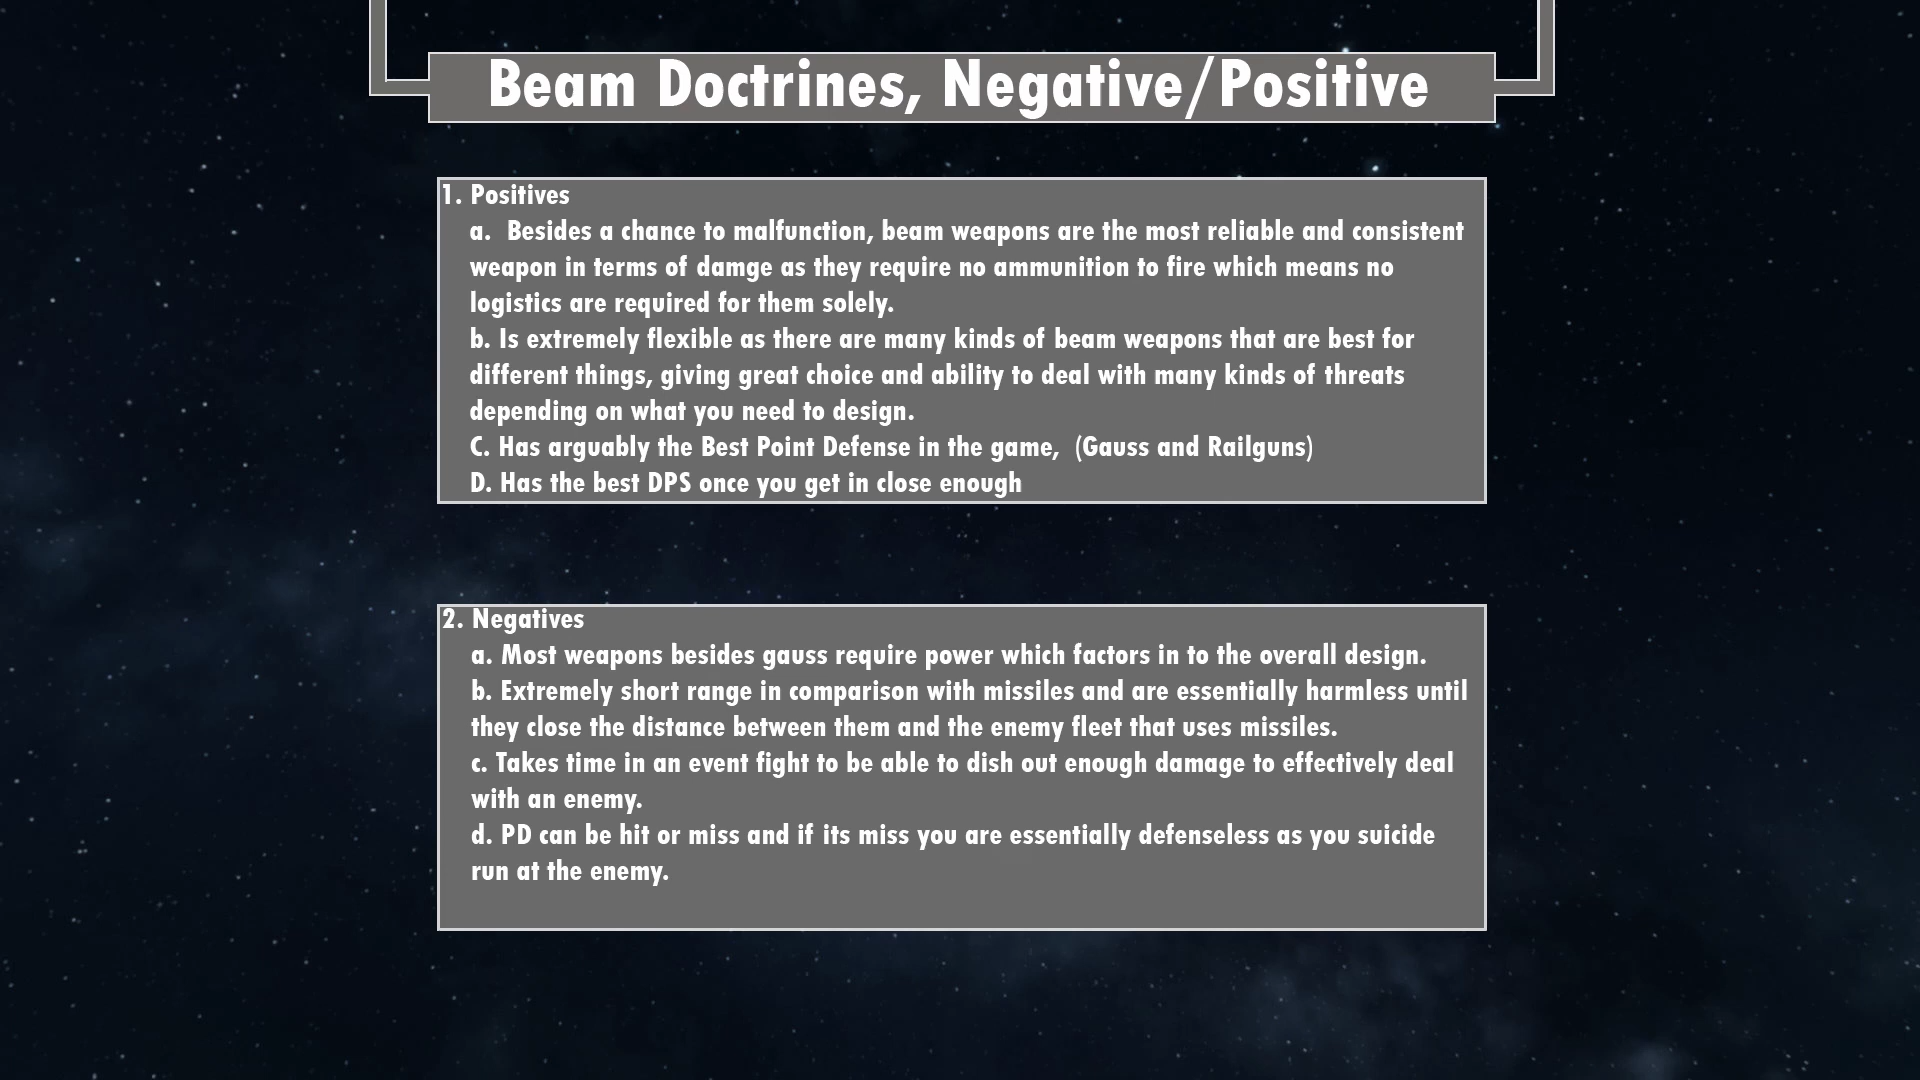 Beam Doctrines, Negative/Positive
1. Positives
a.  Besides a chance to malfunction, beam weapons are the most reliable and consistent
weapon in terms of damge as they require no ammunition to fire which means no
logistics are required for them solely.
b. Is extremely flexible as there are many kinds of beam weapons that are best for
different things, giving great choice and ability to deal with many kinds of threats
depending on what you need to design.
C. Has arguably the Best Point Defense in the game,  (Gauss and Railguns)
D. Has the best DPS once you get in close enough
2. Negatives
a. Most weapons besides gauss require power which factors in to the overall design.
b. Extremely short range in comparison with missiles and are essentially harmless until
they close the distance between them and the enemy fleet that uses missiles.
c. Takes time in an event fight to be able to dish out enough damage to effectively deal
with an enemy.
d. PD can be hit or miss and if its miss you are essentially defenseless as you suicide
run at the enemy.